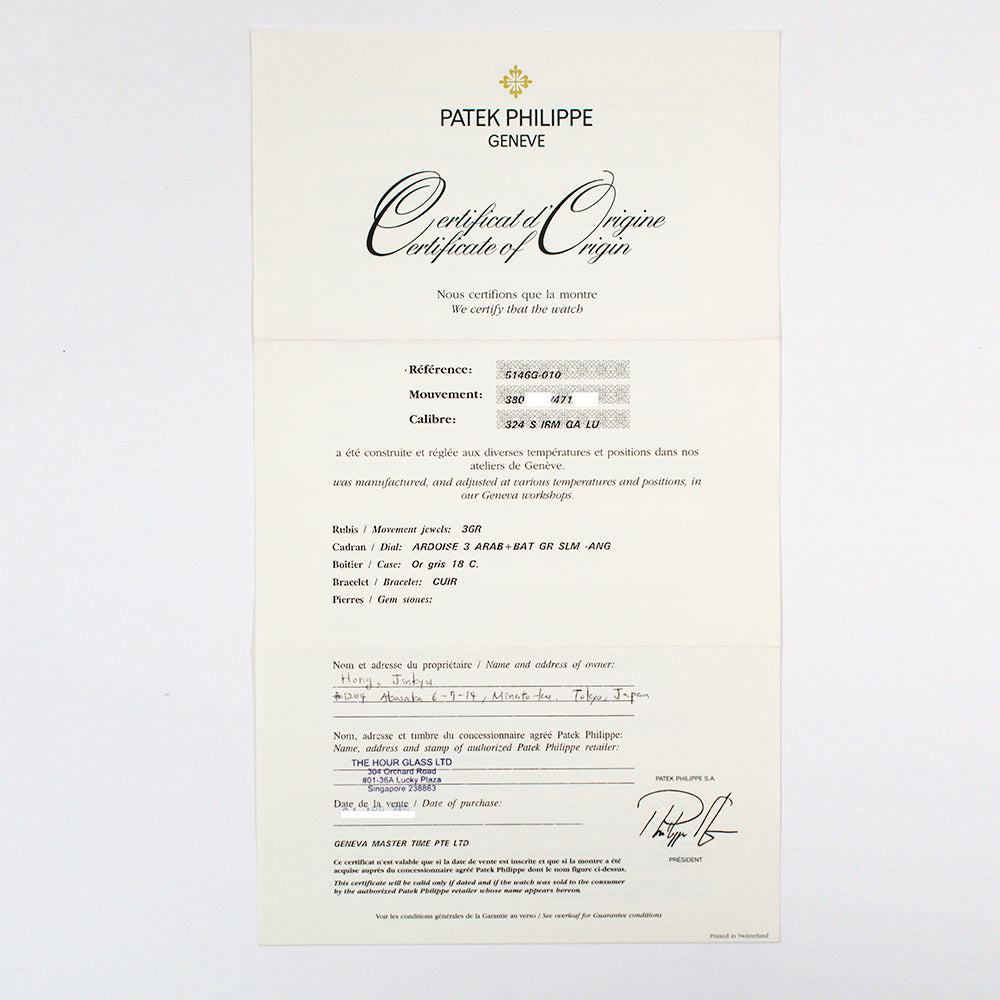 PATEK PHILIPPE
GENEVE
Certificat d'Origine
Certificate of Origin
Nous certifions que la montre
We certify that the watch
Référence: 5146G-010
Mouvement: 380 /471
Calibre: 324 S IRM QA LU
a été construite et réglée aux diverses températures et positions dans nos
ateliers de Genève.
was manufactured, and adjusted at various temperatures and positions, in
our Geneva workshops.
Rubis / Movement jewels: 36R
Cadran / Dial: ARDOISE 3 ARAB+BAT GR SLM -ANG
Boitier / Case: Or gris 18 C.
Bracelet / Bracelet: CUIR
Pierres / Gem stones:
Nom et adresse du propriétaire / Name and address of owner:
Hong, Jinkyu
#1204 Akasaka 6-7-14, Minato-ku, Tokyo, Japan
Nom, adresse et timbre du concessionnaire agréé Patek Philippe:
Name, address and stamp of authorized Patek Philippe retailer:
THE HOUR GLASS LTD
304 Orchard Road
#01-36A Lucky Plaza
Singapore 238863
Date de la vente / Date of purchase:
PATEK PHILIPPE S.A.
PRÉSIDENT
GENEVA MASTER TIME PTE LTD
Ce certificat n'est valable que si la date de vente est inscrite et que si la montre a été
acquise auprès du concessionnaire agréé Patek Philippe dont le nom figure ci-dessus.
This certificate will be valid only if dated and if the watch was sold to the consumer
by the authorized Patek Philippe retailer whose name appears hereon.
Voir les conditions générales de la Garantie au verso / See overleaf for Guarantee conditions
Printed in Switzerland